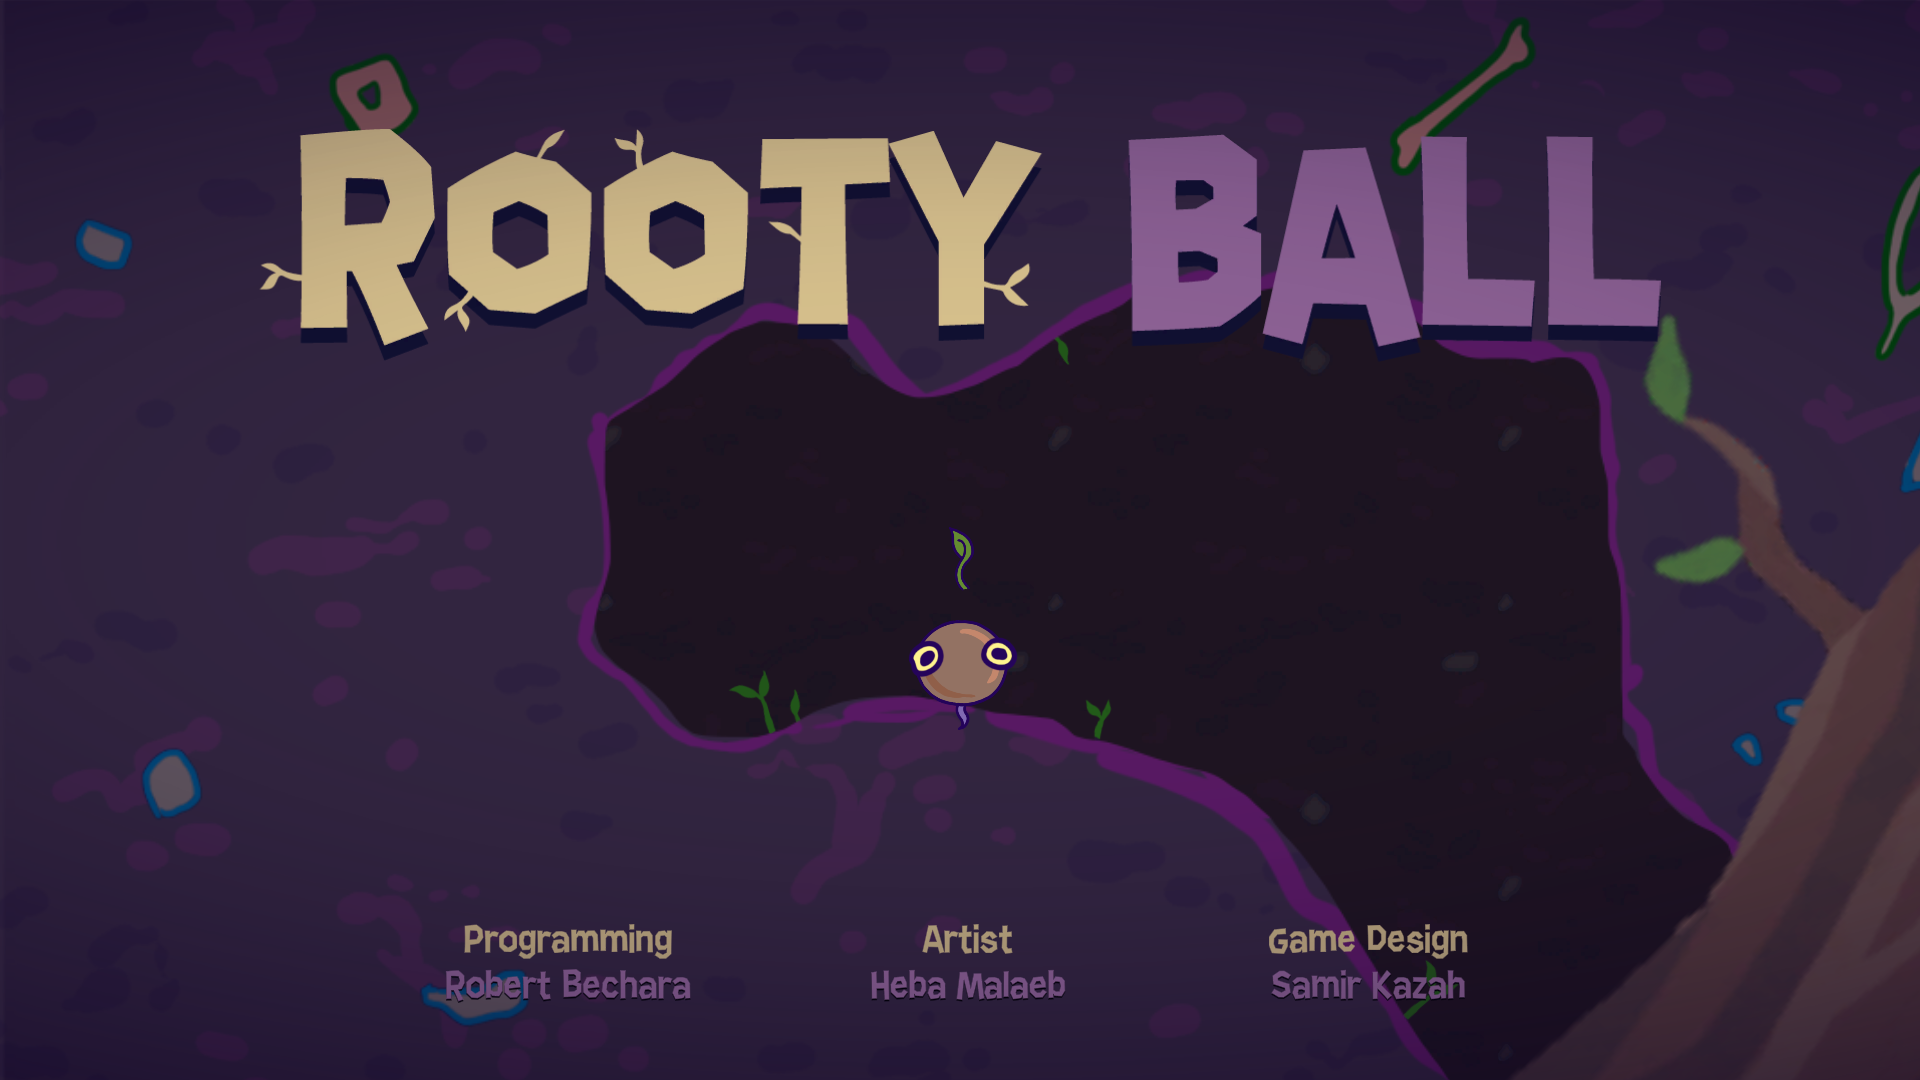 ROOTY BALL
Programming
Robert Bechara
Artist
Heba Malaeb
Game Design
Samir Kazah